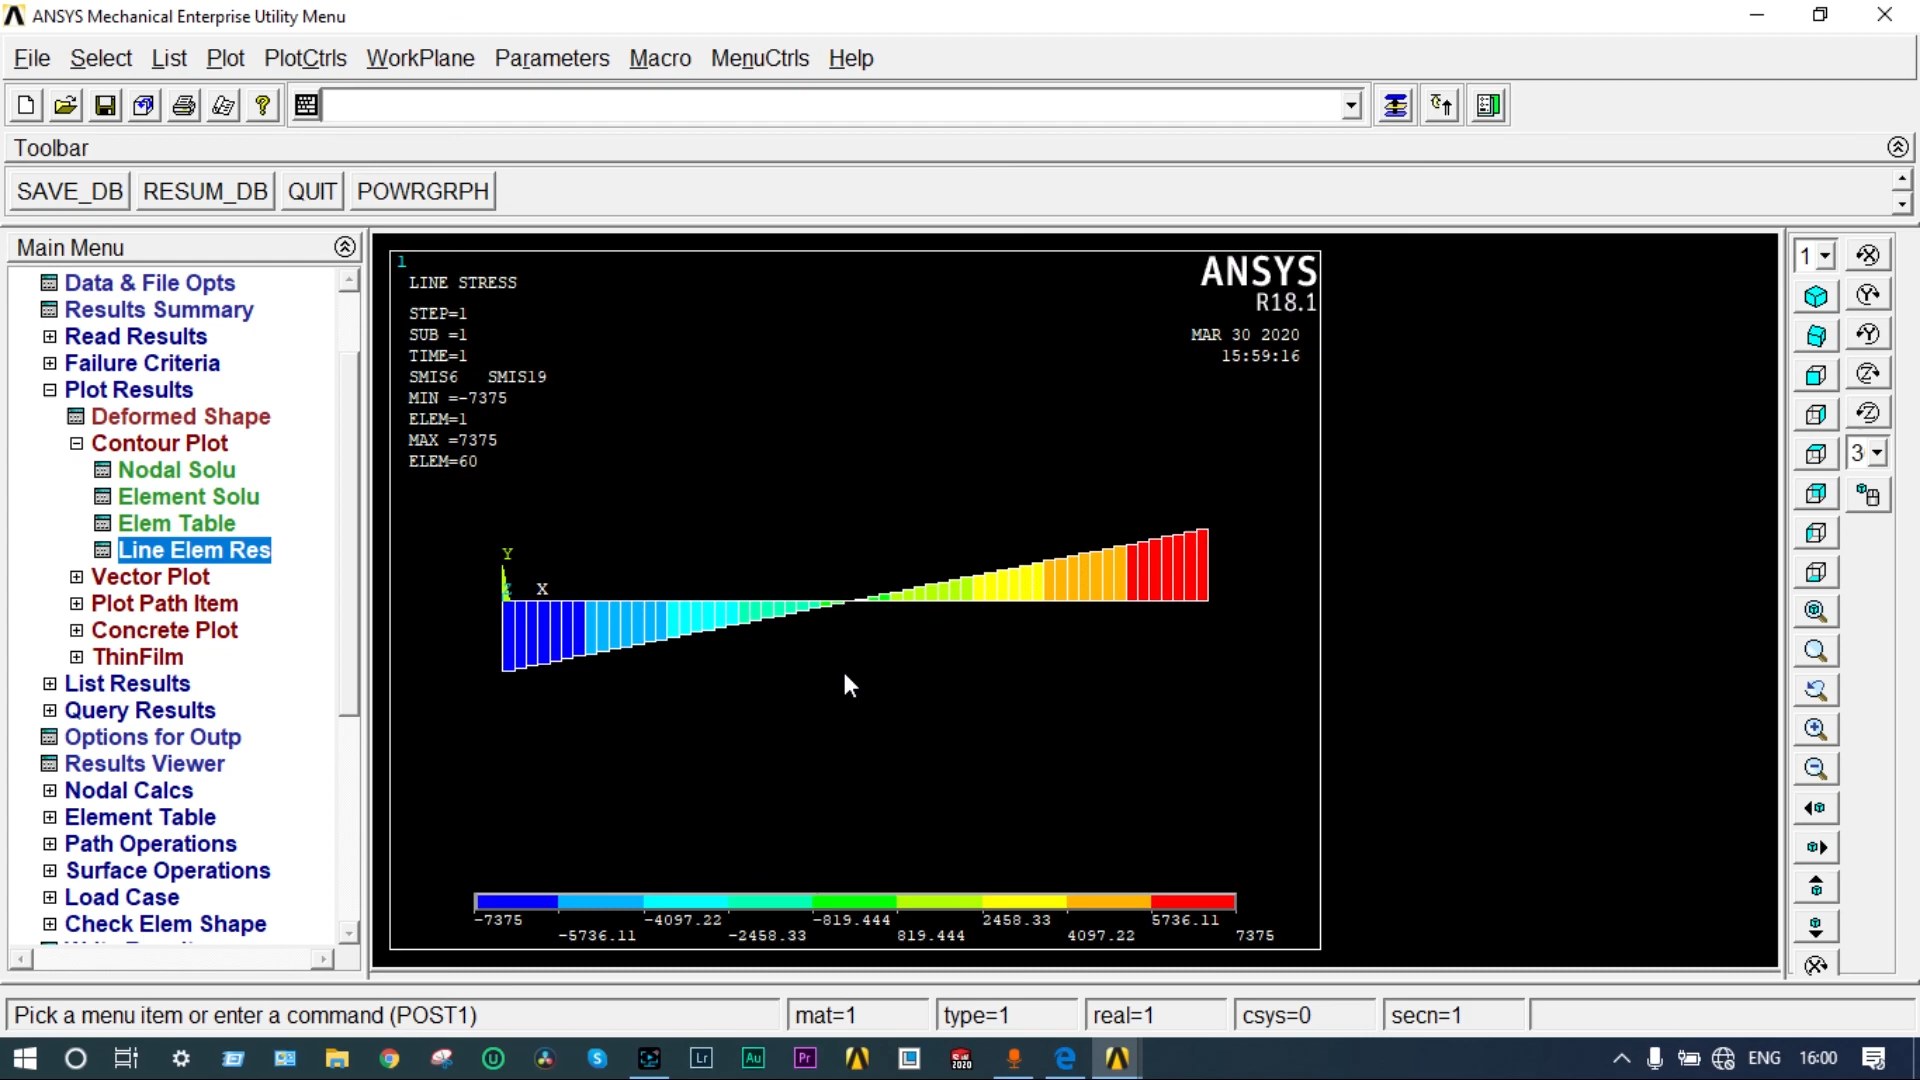 ANSYS Mechanical Enterprise Utility Menu
File Select List Plot PlotCtrls WorkPlane Parameters Macro MenuCtrls Help
Toolbar
SAVE_DB RESUM_DB QUIT POWRGRPH
Main Menu
Data & File Opts
Results Summary
Read Results
Failure Criteria
Plot Results
Deformed Shape
Contour Plot
Nodal Solu
Element Solu
Elem Table
Line Elem Res
Vector Plot
Plot Path Item
Concrete Plot
ThinFilm
List Results
Query Results
Options for Outp
Results Viewer
Nodal Calcs
Element Table
Path Operations
Surface Operations
Load Case
Check Elem Shape
1
LINE STRESS
STEP=1
SUB =1
TIME=1
SMIS6 SMIS19
MIN =-7375
ELEM=1
MAX =7375
ELEM=60
ANSYS
R18.1
MAR 30 2020
15:59:16
Y
X
-7375 -4097.22 -819.444 2458.33 5736.11
-5736.11 -2458.33 819.444 4097.22 7375
1
3
Pick a menu item or enter a command (POST1) mat=1 type=1 real=1 csys=0 secn=1
Lr Au Pr 2020 ENG 16:00